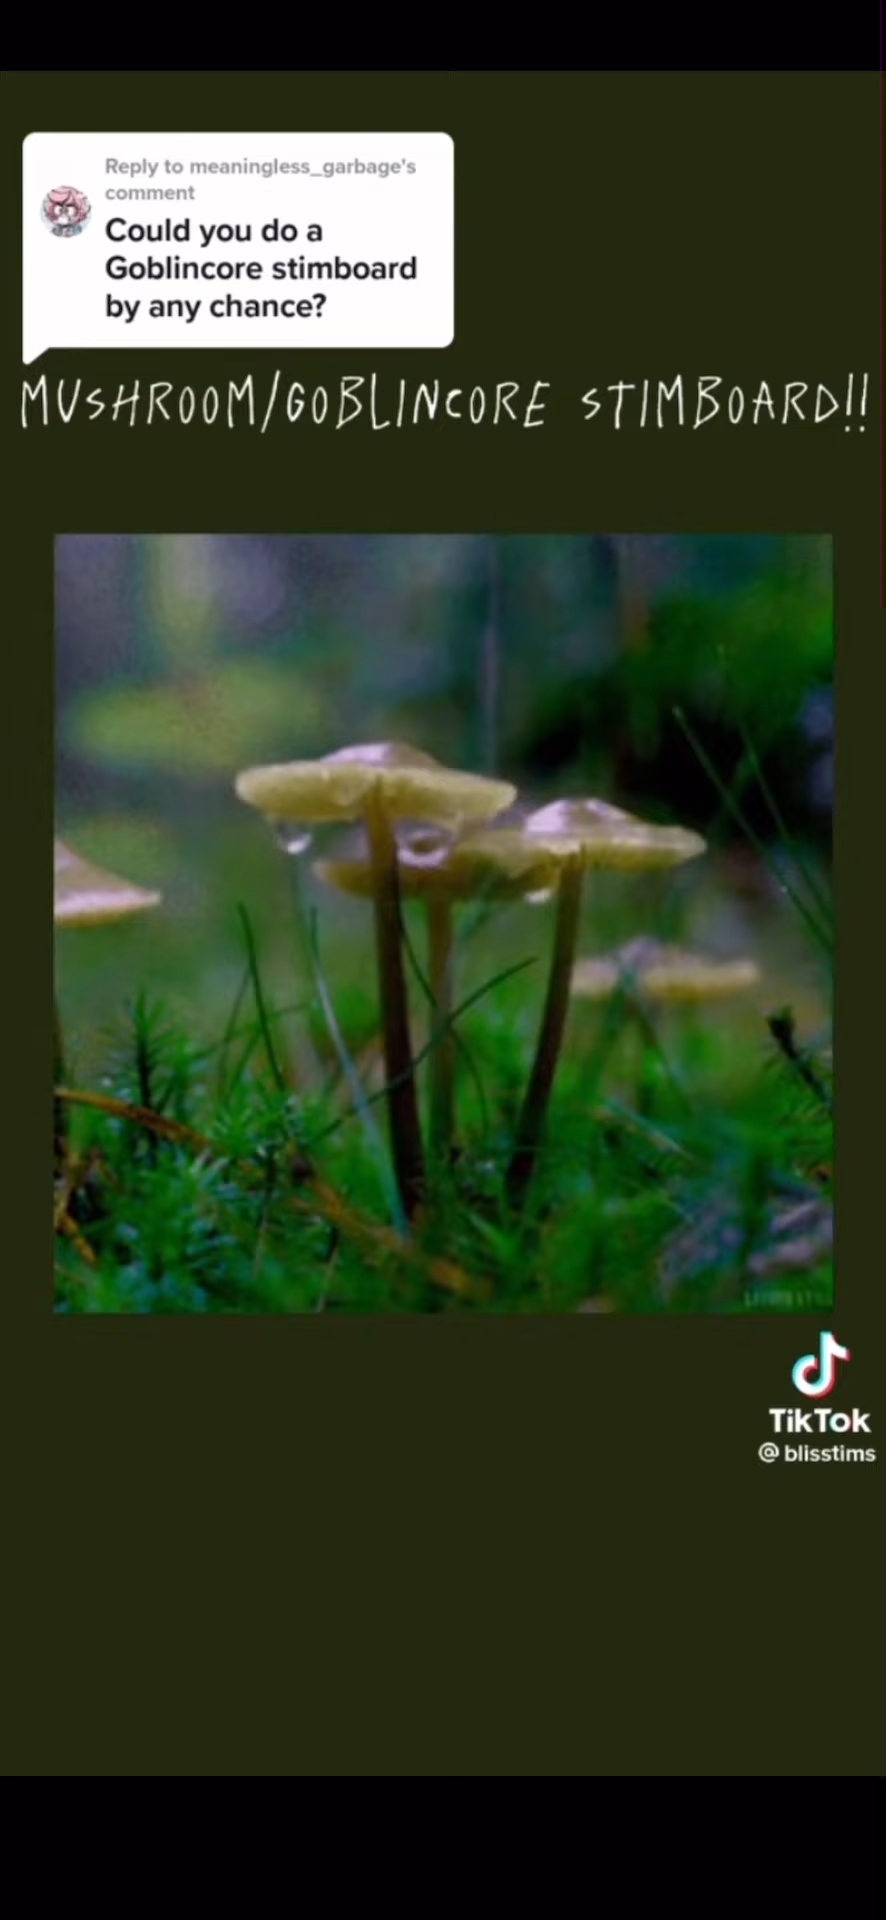 Reply to meaningless_garbage's
comment
Could you do a
Goblincore stimboard
by any chance?
MUSHROOM/GOBLINCORE STIMBOARD!!
TikTok
@blisstims